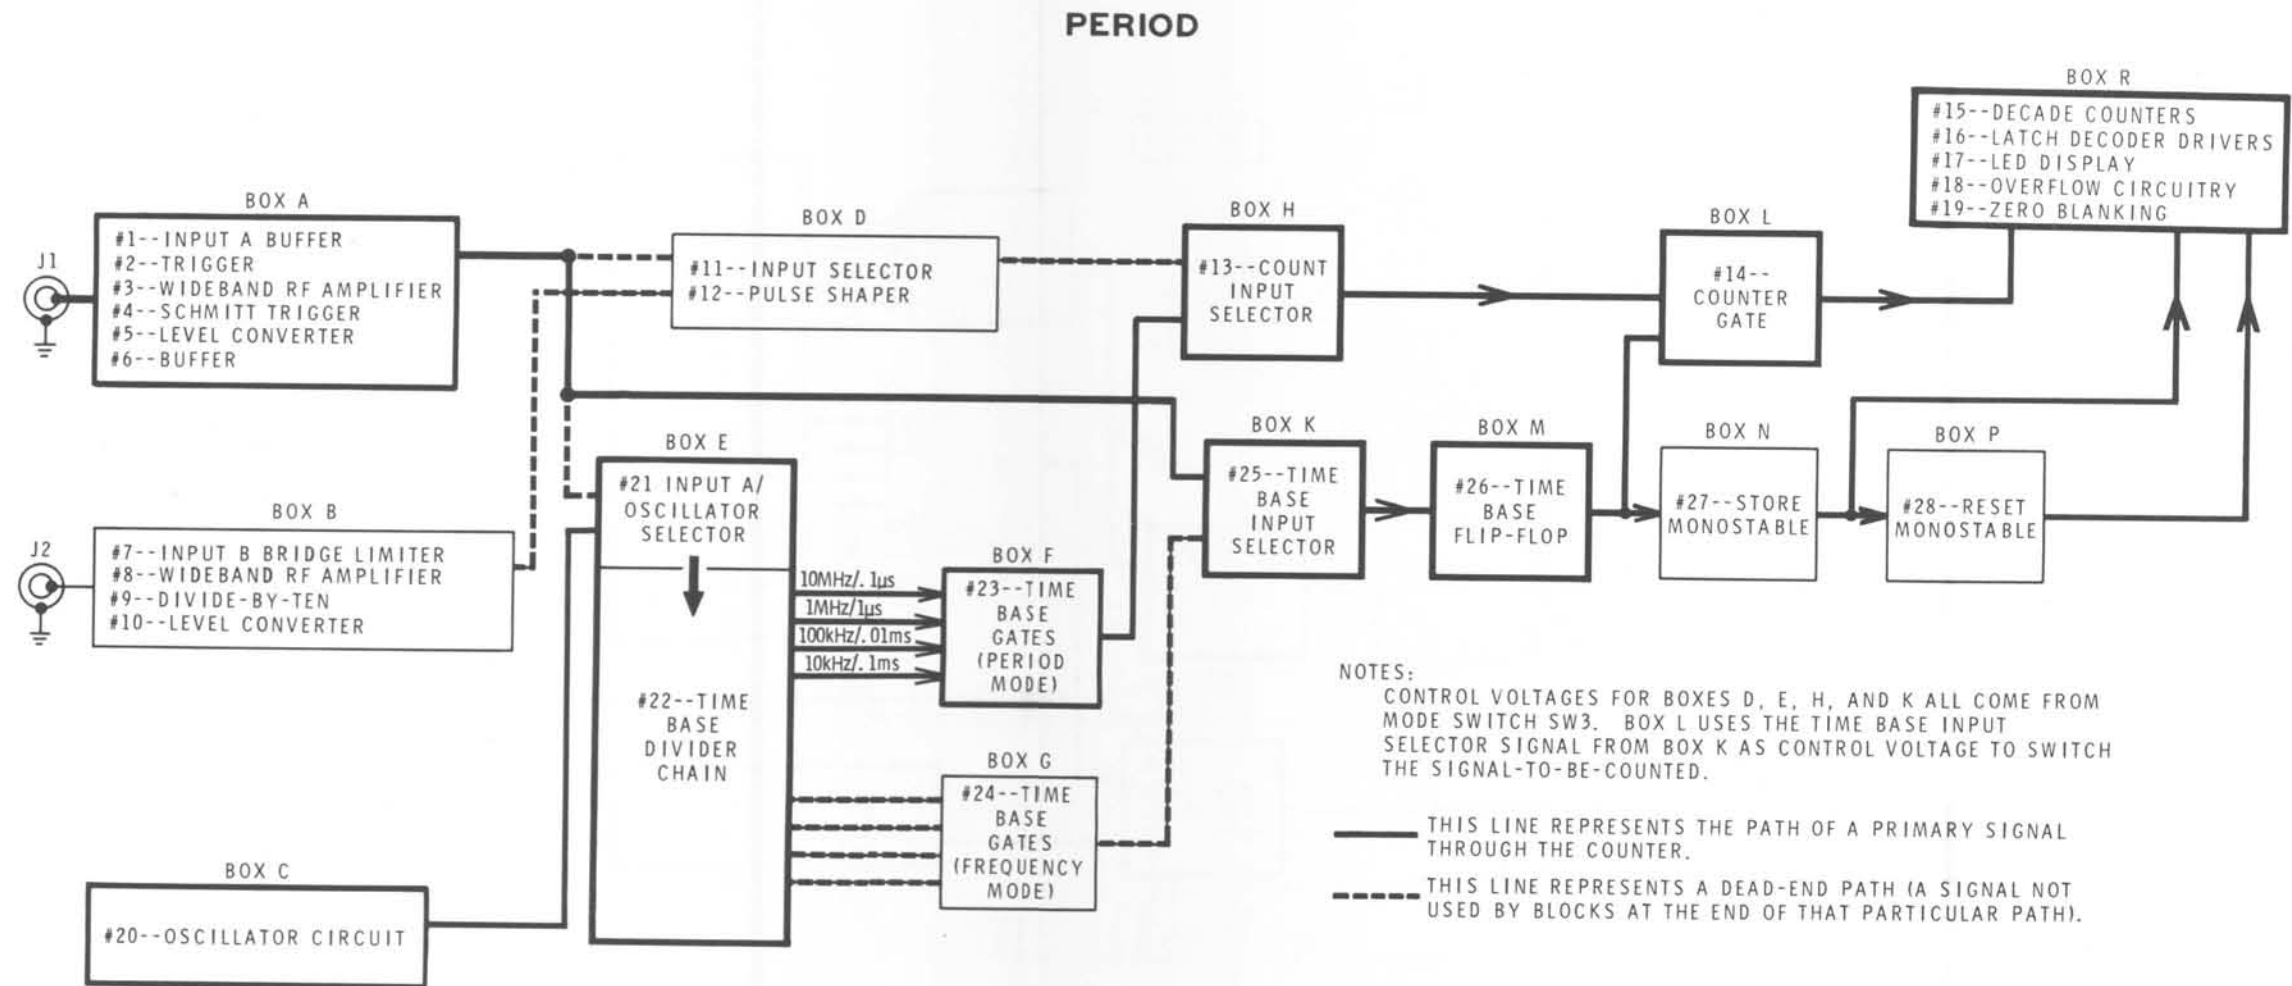 PERIOD
BOX R
#15--DECADE COUNTERS
#16--LATCH DECODER DRIVERS
#17--LED DISPLAY
#18--OVERFLOW CIRCUITRY
#19--ZERO BLANKING
BOX A
J1
#1--INPUT A BUFFER
#2--TRIGGER
#3--WIDEBAND RF AMPLIFIER
#4--SCHMITT TRIGGER
#5--LEVEL CONVERTER
#6--BUFFER
BOX D
#11--INPUT SELECTOR
#12--PULSE SHAPER
BOX H
#13--COUNT
INPUT
SELECTOR
BOX L
#14--
COUNTER
GATE
BOX B
J2
#7--INPUT B BRIDGE LIMITER
#8--WIDEBAND RF AMPLIFIER
#9--DIVIDE-BY-TEN
#10--LEVEL CONVERTER
BOX E
#21 INPUT A/
OSCILLATOR
SELECTOR
#22--TIME
BASE
DIVIDER
CHAIN
10MHz/.1µs
1MHz/1µs
100kHz/.01ms
10kHz/.1ms
BOX F
#23--TIME
BASE
GATES
(PERIOD
MODE)
BOX G
#24--TIME
BASE
GATES
(FREQUENCY
MODE)
BOX K
#25--TIME
BASE
INPUT
SELECTOR
BOX M
#26--TIME
BASE
FLIP-FLOP
BOX N
#27--STORE
MONOSTABLE
BOX P
#28--RESET
MONOSTABLE
BOX C
#20--OSCILLATOR CIRCUIT
NOTES:
CONTROL VOLTAGES FOR BOXES D, E, H, AND K ALL COME FROM
MODE SWITCH SW3. BOX L USES THE TIME BASE INPUT
SELECTOR SIGNAL FROM BOX K AS CONTROL VOLTAGE TO SWITCH
THE SIGNAL-TO-BE-COUNTED.
THIS LINE REPRESENTS THE PATH OF A PRIMARY SIGNAL
THROUGH THE COUNTER.
THIS LINE REPRESENTS A DEAD-END PATH (A SIGNAL NOT
USED BY BLOCKS AT THE END OF THAT PARTICULAR PATH).